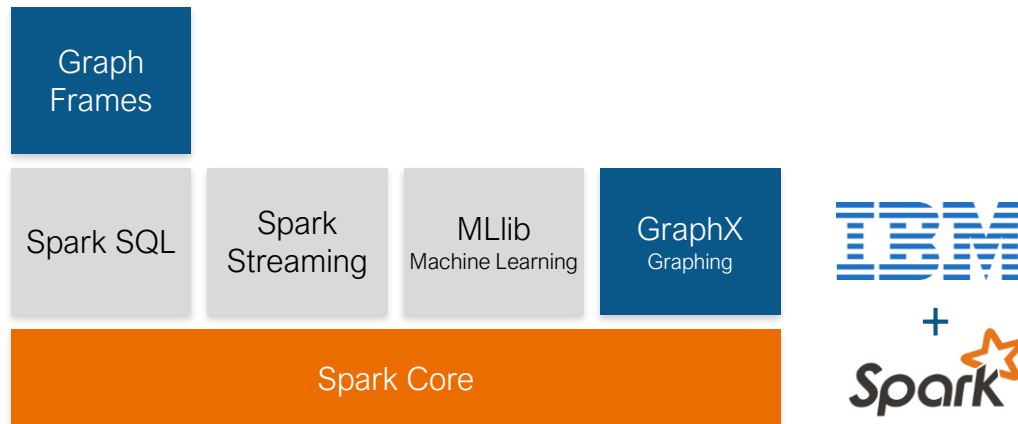 Graph
Frames
Spark SQL
Spark
Streaming
MLlib
Machine Learning
GraphX
Graphing
IBM
+
Spark
Spark Core